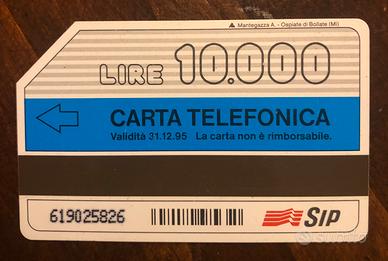 Mantegazza A. - Ospiate di Bollate (Mi)
LIRE 10.000
CARTA TELEFONICA
Validità 31.12.95 La carta non è rimborsabile.
619025826
SIP